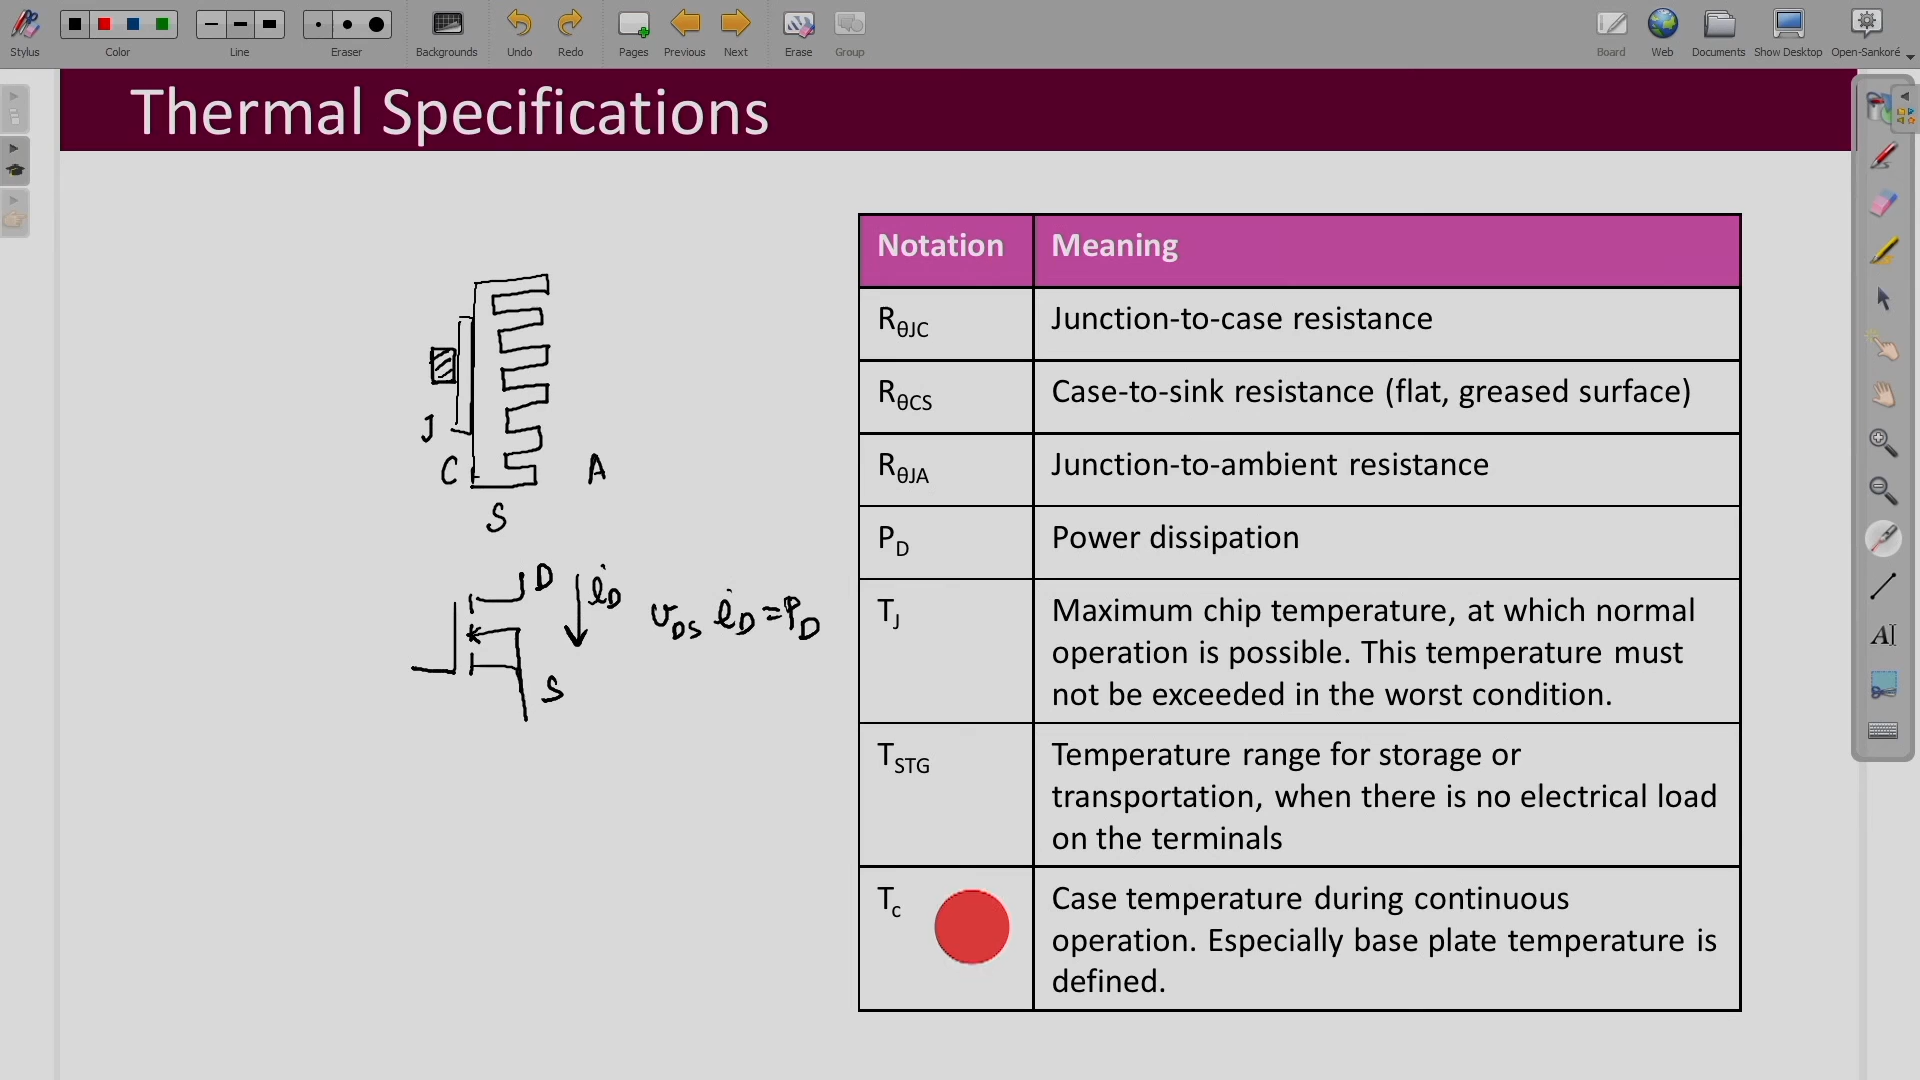 Stylus
Color
Line
Eraser
Backgrounds
Undo
Redo
Pages
Previous
Next
Erase
Group
Board
Web
Documents
Show Desktop
Open-Sankoré
Thermal Specifications
Notation Meaning
RθJC Junction-to-case resistance
RθCS Case-to-sink resistance (flat, greased surface)
RθJA Junction-to-ambient resistance
PD Power dissipation
TJ Maximum chip temperature, at which normal
operation is possible. This temperature must
not be exceeded in the worst condition.
TSTG Temperature range for storage or
transportation, when there is no electrical load
on the terminals
Tc Case temperature during continuous
operation. Especially base plate temperature is
defined.
J
C
A
S
D
iD
vDS iD = PD
S
AI